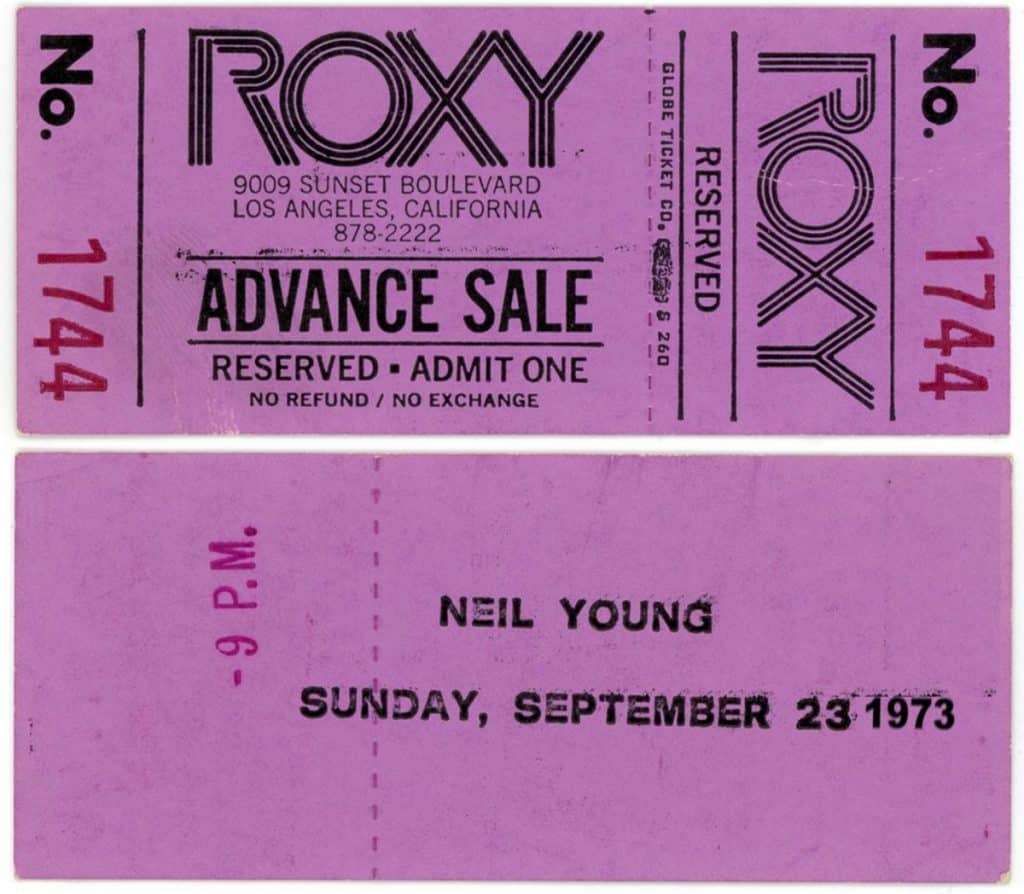 No. 1744
ROXY
9009 SUNSET BOULEVARD
LOS ANGELES, CALIFORNIA
878-2222
ADVANCE SALE
RESERVED ▪ ADMIT ONE
NO REFUND / NO EXCHANGE
GLOBE TICKET CO. S 260
RESERVED
ROXY
No. 1744
- 9 P.M.
NEIL YOUNG
SUNDAY, SEPTEMBER 23 1973